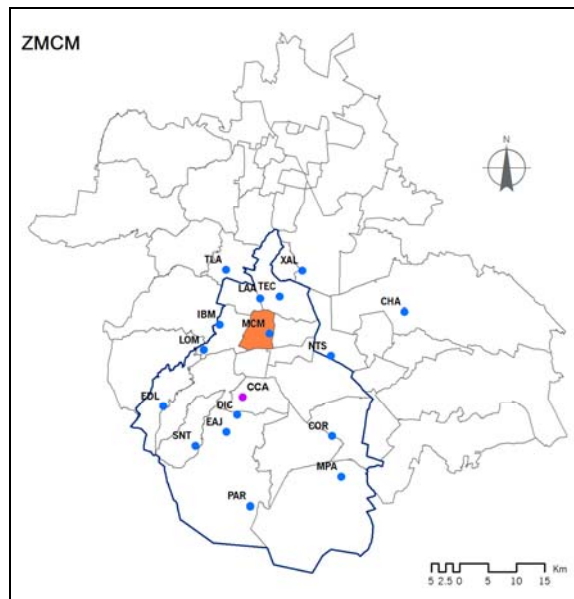 ZMCM
N
TLA
XAL
LAA
TEC
CHA
IBM
MCM
LOM
NTS
EDL
CCA
DIC
EAJ
COR
SNT
MPA
PAR
5 2.5 0 5 10 15 Km